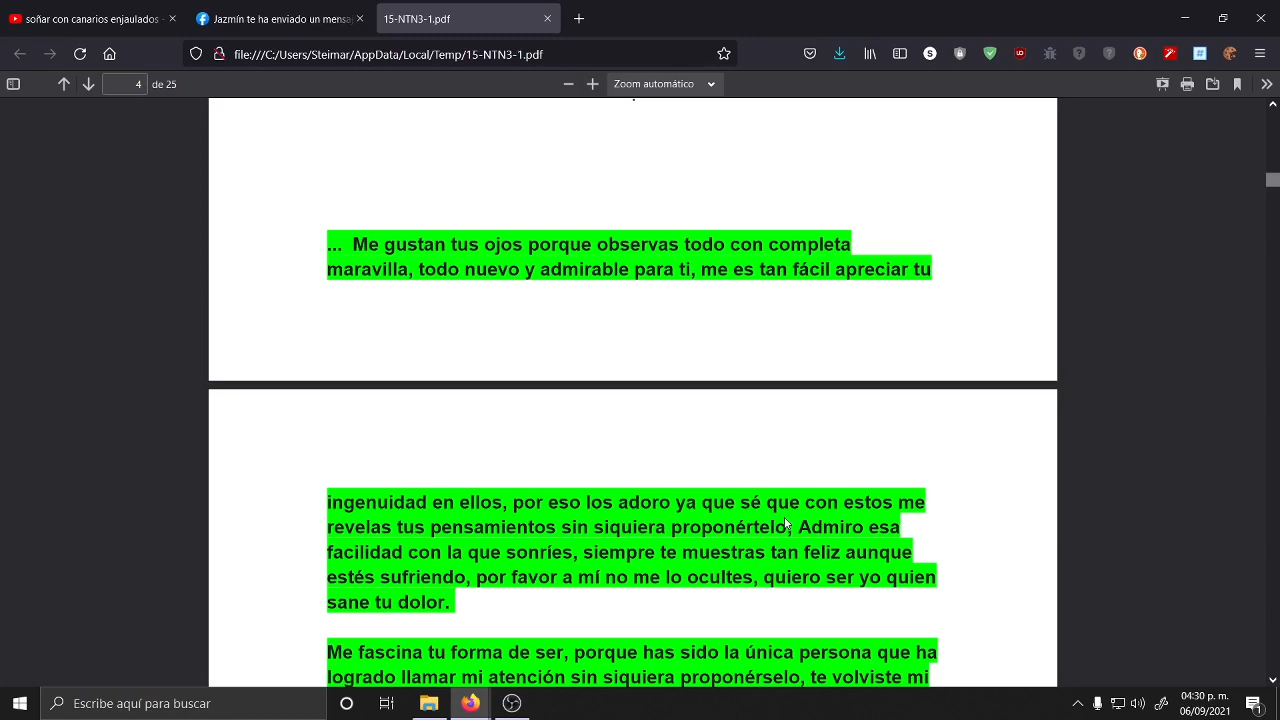 soñar con canarios enjaulados -
Jazmín te ha enviado un mensaj
15-NTN3-1.pdf
file:///C:/Users/Steimar/AppData/Local/Temp/15-NTN3-1.pdf
4 de 25
Zoom automático
... Me gustan tus ojos porque observas todo con completa
maravilla, todo nuevo y admirable para ti, me es tan fácil apreciar tu
ingenuidad en ellos, por eso los adoro ya que sé que con estos me
revelas tus pensamientos sin siquiera proponértelo; Admiro esa
facilidad con la que sonríes, siempre te muestras tan feliz aunque
estés sufriendo, por favor a mí no me lo ocultes, quiero ser yo quien
sane tu dolor.
Me fascina tu forma de ser, porque has sido la única persona que ha
logrado llamar mi atención sin siquiera proponérselo, te volviste mi
Escribe aquí para buscar
04:30 p. m.
06/09/2021